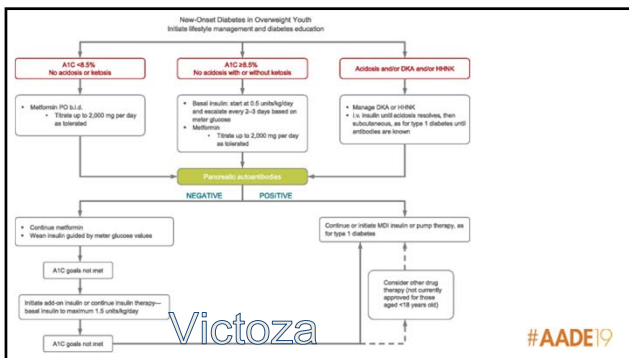 New-Onset Diabetes in Overweight Youth
Initiate lifestyle management and diabetes education
A1C <8.5%
No acidosis or ketosis
A1C ≥8.5%
No acidosis with or without ketosis
Acidosis and/or DKA and/or HHNK
• Metformin PO b.i.d.
• Titrate up to 2,000 mg per day
as tolerated
• Basal insulin: start at 0.5 units/kg/day
and escalate every 2–3 days based on
meter glucose
• Metformin
• Titrate up to 2,000 mg per day
as tolerated
• Manage DKA or HHNK
• i.v. insulin until acidosis resolves, then
subcutaneous, as for type 1 diabetes until
antibodies are known
Pancreatic autoantibodies
NEGATIVE
POSITIVE
• Continue metformin
• Wean insulin guided by meter glucose values
Continue or initiate MDI insulin or pump therapy, as
for type 1 diabetes
A1C goals not met
Initiate add-on insulin or continue insulin therapy—
basal insulin to maximum 1.5 units/kg/day
Consider other drug
therapy (not currently
approved for those
aged <18 years old)
A1C goals not met
Victoza
#AADE19